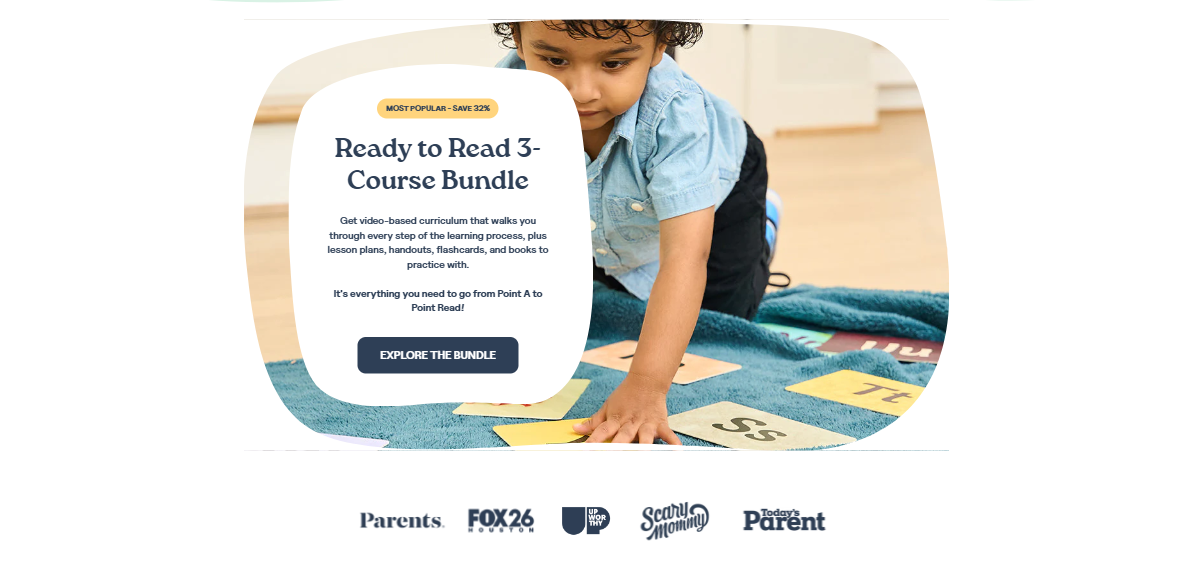 MOST POPULAR - SAVE 32%
Ready to Read 3-
Course Bundle
Get video-based curriculum that walks you
through every step of the learning process, plus
lesson plans, handouts, flashcards, and books to
practice with.
It's everything you need to go from Point A to
Point Read!
EXPLORE THE BUNDLE
Uu
Tt
Ss
Parents.
FOX 26
HOUSTON
UP
WOR
THY
Scary
Mommy
Today's
Parent